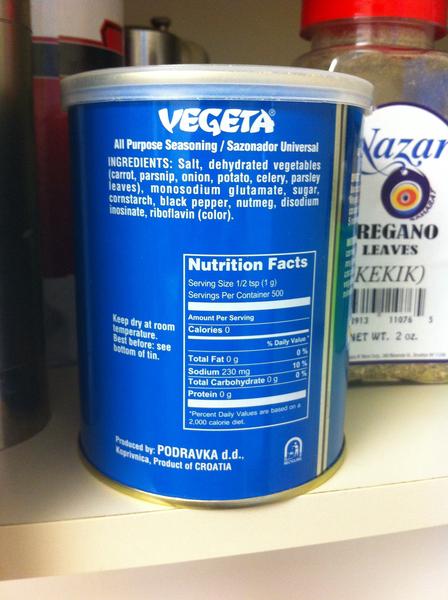 VEGETA®
All Purpose Seasoning / Sazonador Universal
INGREDIENTS: Salt, dehydrated vegetables
(carrot, parsnip, onion, potato, celery, parsley
leaves), monosodium glutamate, sugar,
cornstarch, black pepper, nutmeg, disodium
inosinate, riboflavin (color).
Nutrition Facts
Serving Size 1/2 tsp (1 g)
Servings Per Container 500
Amount Per Serving
Calories 0
% Daily Value*
Total Fat 0 g 0 %
Sodium 230 mg 10 %
Total Carbohydrate 0 g 0 %
Protein 0 g
*Percent Daily Values are based on a
2,000 calorie diet.
Keep dry at room
temperature.
Best before: see
bottom of tin.
Produced by: PODRAVKA d.d.,
Koprivnica, Product of CROATIA
Nazar
REGANO
LEAVES
(KEKIK)
0913 11076 5
NET WT. 2 oz.